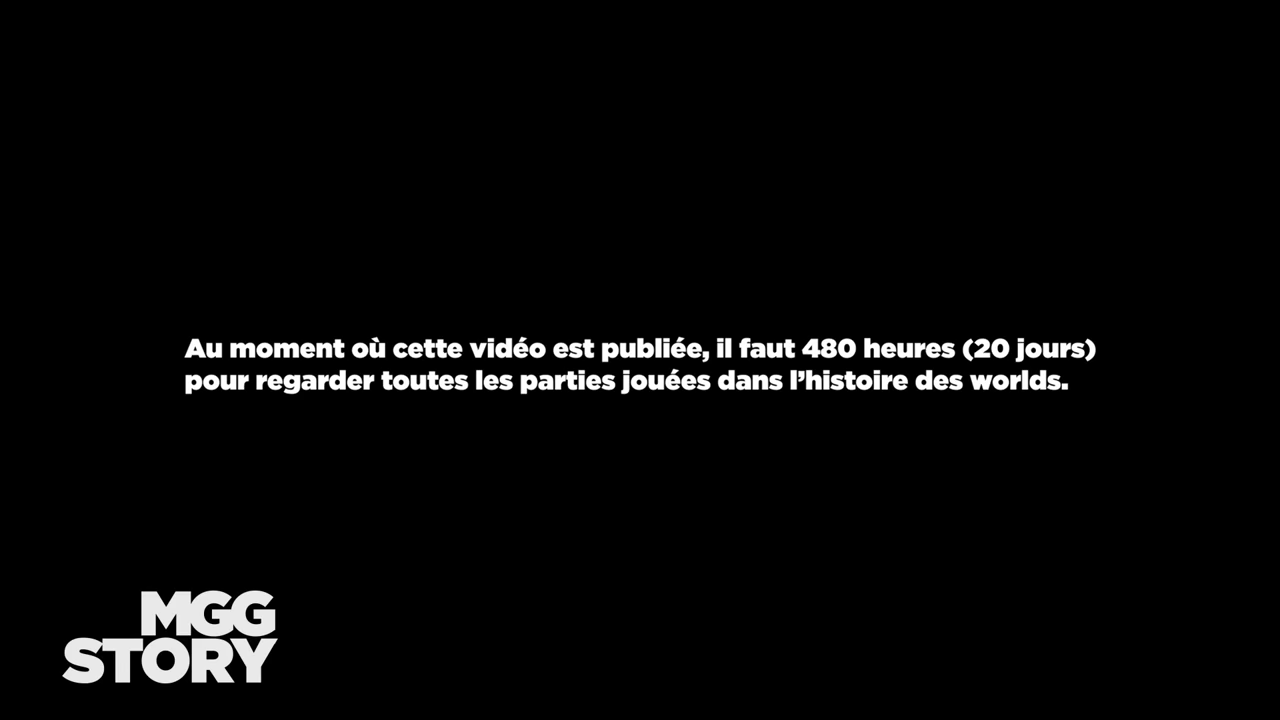 Au moment où cette vidéo est publiée, il faut 480 heures (20 jours)
pour regarder toutes les parties jouées dans l’histoire des worlds.
MGG
STORY